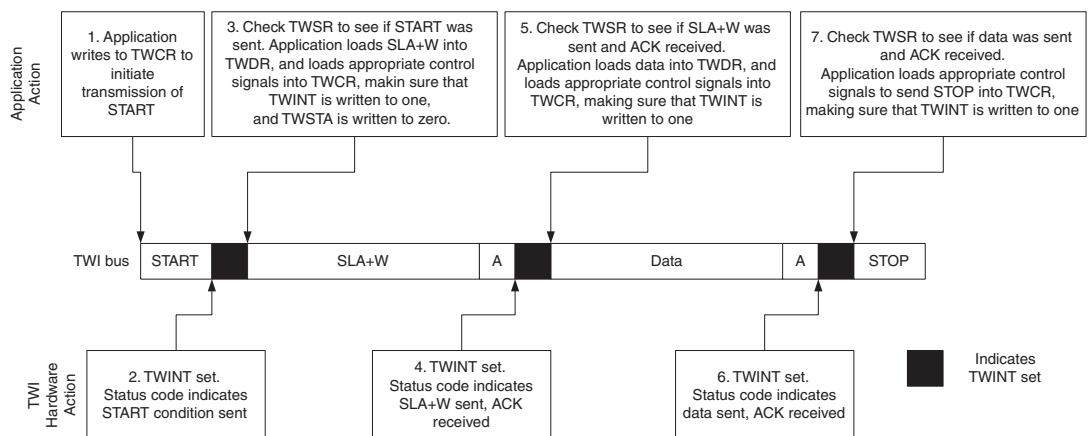 Application
Action
1. Application
writes to TWCR to
initiate
transmission of
START
3. Check TWSR to see if START was
sent. Application loads SLA+W into
TWDR, and loads appropriate control
signals into TWCR, makin sure that
TWINT is written to one,
and TWSTA is written to zero.
5. Check TWSR to see if SLA+W was
sent and ACK received.
Application loads data into TWDR, and
loads appropriate control signals into
TWCR, making sure that TWINT is
written to one
7. Check TWSR to see if data was sent
and ACK received.
Application loads appropriate control
signals to send STOP into TWCR,
making sure that TWINT is written to one
TWI bus
START
SLA+W
A
Data
A
STOP
TWI
Hardware
Action
2. TWINT set.
Status code indicates
START condition sent
4. TWINT set.
Status code indicates
SLA+W sent, ACK
received
6. TWINT set.
Status code indicates
data sent, ACK received
Indicates
TWINT set